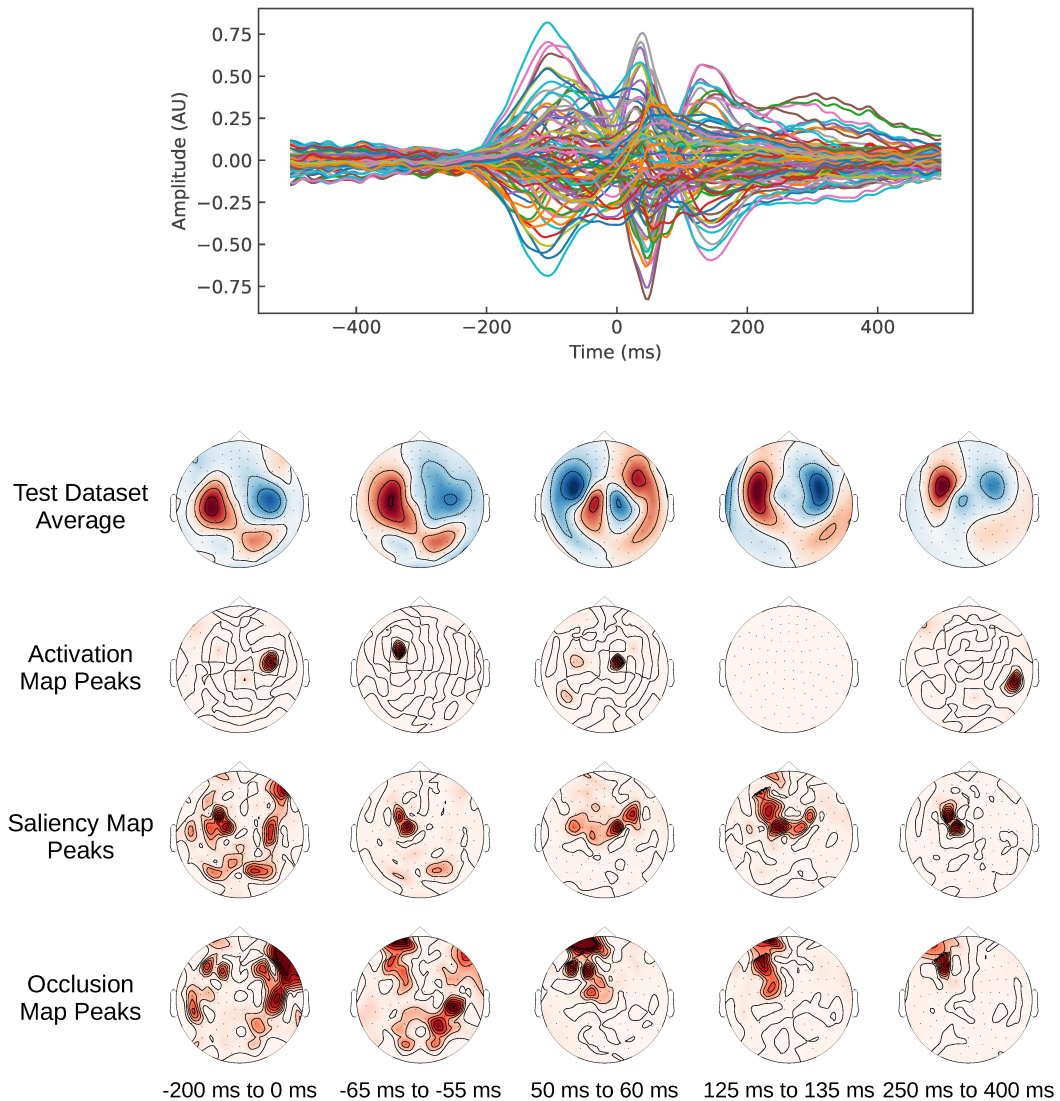 0.75
0.50
0.25
0.00
−0.25
−0.50
−0.75
Amplitude (AU)
−400
−200
0
200
400
Time (ms)
Test Dataset
Average
Activation
Map Peaks
Saliency Map
Peaks
Occlusion
Map Peaks
-200 ms to 0 ms
-65 ms to -55 ms
50 ms to 60 ms
125 ms to 135 ms
250 ms to 400 ms